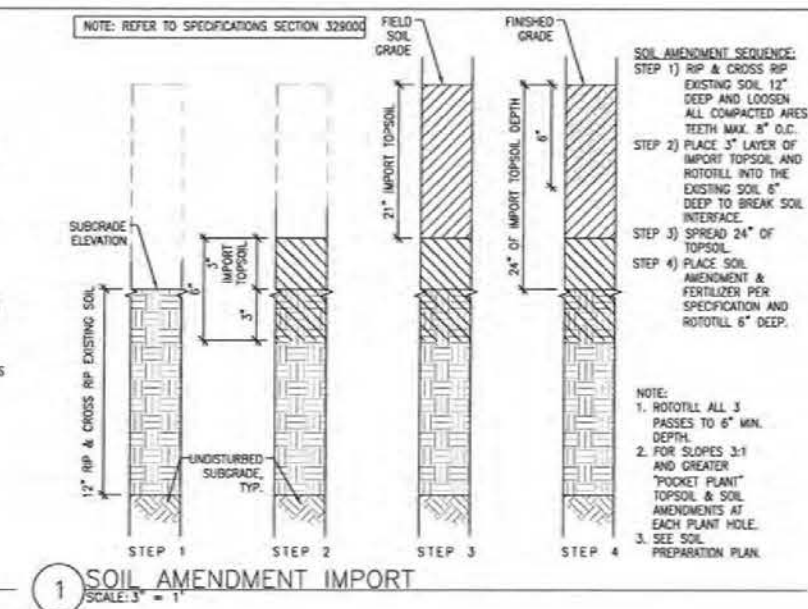 NOTE: REFER TO SPECIFICATIONS SECTION 329000
FIELD
SOIL
GRADE
FINISHED
GRADE
SUBGRADE
ELEVATION
12" RIP & CROSS RIP EXISTING SOIL
6"
3"
IMPORT
TOPSOIL
3"
21" IMPORT TOPSOIL
24" OF IMPORT TOPSOIL DEPTH
6"
UNDISTURBED
SUBGRADE,
TYP.
STEP 1
STEP 2
STEP 3
STEP 4
SOIL AMENDMENT SEQUENCE:
STEP 1) RIP & CROSS RIP
EXISTING SOIL 12"
DEEP AND LOOSEN
ALL COMPACTED ARES
TEETH MAX. 8" O.C.
STEP 2) PLACE 3" LAYER OF
IMPORT TOPSOIL AND
ROTOTILL INTO THE
EXISTING SOIL 6"
DEEP TO BREAK SOIL
INTERFACE.
STEP 3) SPREAD 24" OF
TOPSOIL.
STEP 4) PLACE SOIL
AMENDMENT &
FERTILIZER PER
SPECIFICATION AND
ROTOTILL 6" DEEP.
NOTE:
1. ROTOTILL ALL 3
PASSES TO 6" MIN.
DEPTH.
2. FOR SLOPES 3:1
AND GREATER
"POCKET PLANT"
TOPSOIL & SOIL
AMENDMENTS AT
EACH PLANT HOLE.
3. SEE SOIL
PREPARATION PLAN.
S
1 SOIL AMENDMENT IMPORT
SCALE: 3" = 1'